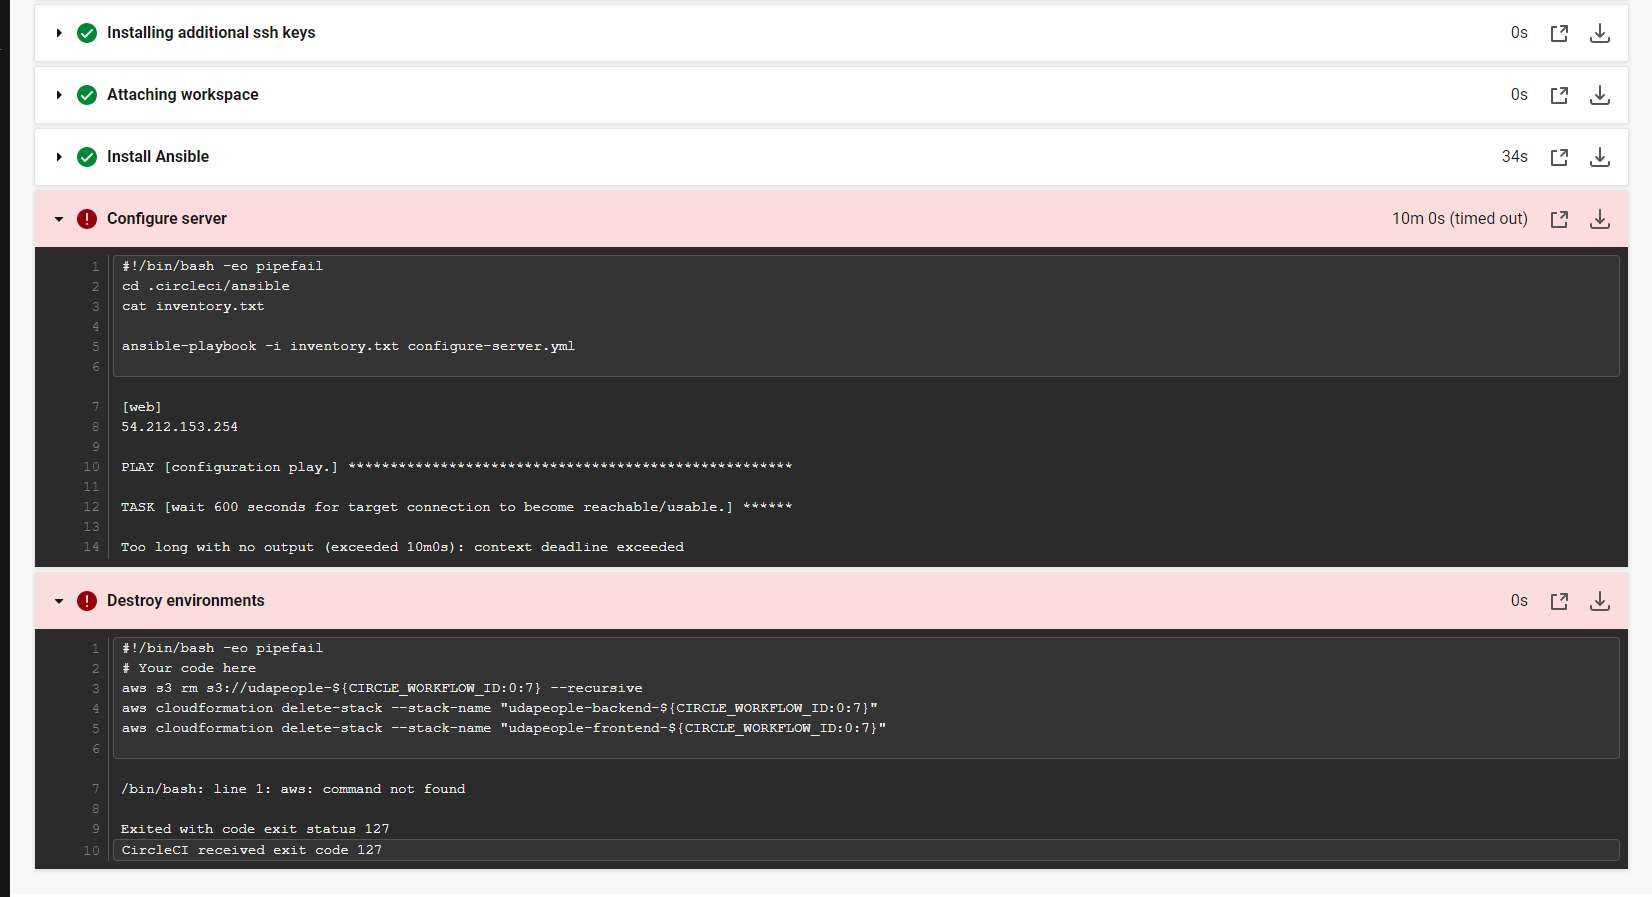 Installing additional ssh keys 0s
Attaching workspace 0s
Install Ansible 34s
Configure server 10m 0s (timed out)
1 #!/bin/bash -eo pipefail
2 cd .circleci/ansible
3 cat inventory.txt
4
5 ansible-playbook -i inventory.txt configure-server.yml
6
7 [web]
8 54.212.153.254
9
10 PLAY [configuration play.] *****************************************************
11
12 TASK [wait 600 seconds for target connection to become reachable/usable.] ******
13
14 Too long with no output (exceeded 10m0s): context deadline exceeded
Destroy environments 0s
1 #!/bin/bash -eo pipefail
2 # Your code here
3 aws s3 rm s3://udapeople-${CIRCLE_WORKFLOW_ID:0:7} --recursive
4 aws cloudformation delete-stack --stack-name "udapeople-backend-${CIRCLE_WORKFLOW_ID:0:7}"
5 aws cloudformation delete-stack --stack-name "udapeople-frontend-${CIRCLE_WORKFLOW_ID:0:7}"
6
7 /bin/bash: line 1: aws: command not found
8
9 Exited with code exit status 127
10 CircleCI received exit code 127